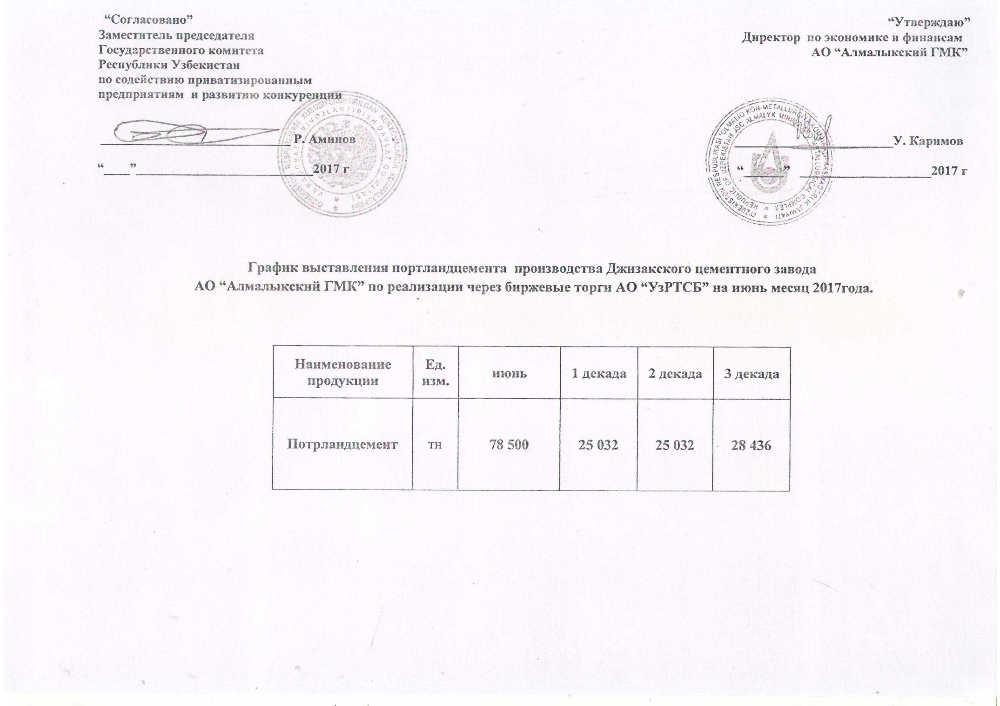 “Согласовано”
Заместитель председателя
Государственного комитета
Республики Узбекистан
по содействию приватизированным
предприятиям и развитию конкуренции
Р. Аминов
“____” 2017 г
“Утверждаю”
Директор по экономике и финансам
АО “Алмалыкский ГМК”
У. Каримов
“____” 2017 г
O'ZBEKISTON RESPUBLIKASI XUSUSIYLASHTIRILGAN KORXONALARGA KO'MAKLASHISH
VA RAQOBATNI RIVOJLANTIRISH DAVLAT QO'MITASI
O'ZBEKISTON RESPUBLIKASI "OLMALIQ KON-METALLURGIYA KOMBINATI" AKSIYADORLIK JAMIYATI
REPUBLIC OF UZBEKISTAN JSC ALMALYK MINING AND METALLURGICAL COMPLEX
График выставления портландцемента производства Джизакского цементного завода
АО “Алмалыкский ГМК” по реализации через биржевые торги АО “УзРТСБ” на июнь месяц 2017года.
Наименование продукции Ед. изм. июнь 1 декада 2 декада 3 декада
Потрландцемент тн 78 500 25 032 25 032 28 436